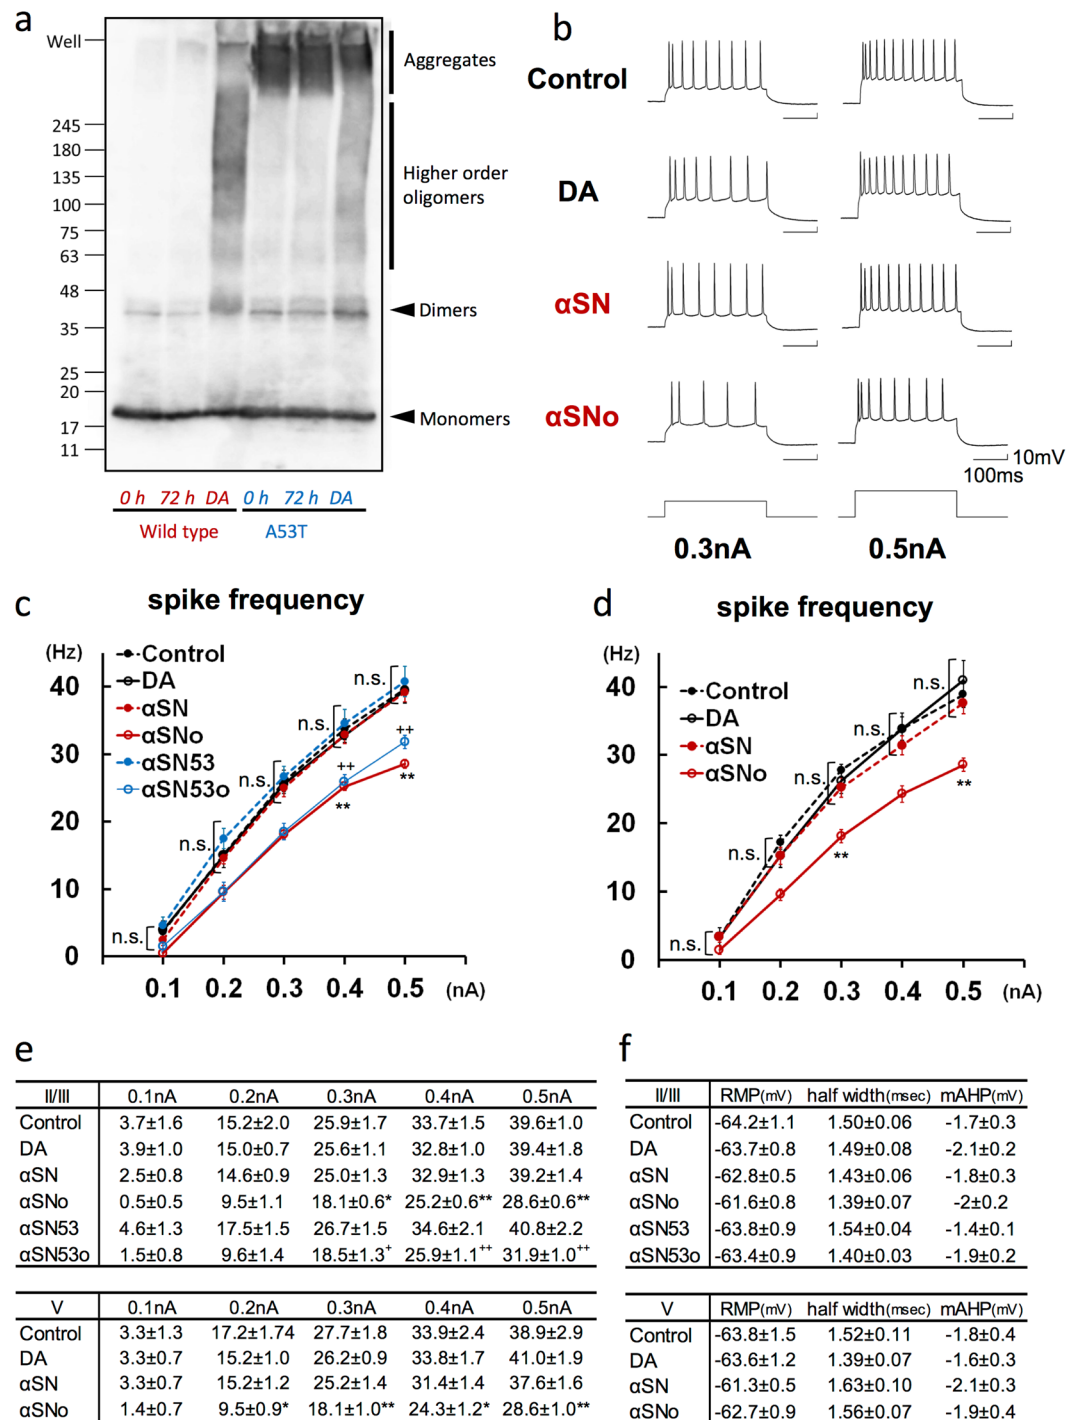 a
Well
245
180
135
100
75
63
48
35
25
20
17
11
Aggregates
Higher order
oligomers
Dimers
Monomers
0 h 72 h DA 0 h 72 h DA
Wild type A53T
b
Control
DA
αSN
αSNo
10mV
100ms
0.3nA 0.5nA
c
spike frequency
(Hz)
40
30
20
10
0
Control
DA
αSN
αSNo
αSN53
αSN53o
n.s.
n.s.
n.s.
n.s.
n.s.
++
++
**
**
0.1 0.2 0.3 0.4 0.5 (nA)
d
spike frequency
(Hz)
40
30
20
10
0
Control
DA
αSN
αSNo
n.s.
n.s.
n.s.
n.s.
n.s.
**
**
0.1 0.2 0.3 0.4 0.5 (nA)
e
II/III 0.1nA 0.2nA 0.3nA 0.4nA 0.5nA
Control 3.7±1.6 15.2±2.0 25.9±1.7 33.7±1.5 39.6±1.0
DA 3.9±1.0 15.0±0.7 25.6±1.1 32.8±1.0 39.4±1.8
αSN 2.5±0.8 14.6±0.9 25.0±1.3 32.9±1.3 39.2±1.4
αSNo 0.5±0.5 9.5±1.1 18.1±0.6* 25.2±0.6** 28.6±0.6**
αSN53 4.6±1.3 17.5±1.5 26.7±1.5 34.6±2.1 40.8±2.2
αSN53o 1.5±0.8 9.6±1.4 18.5±1.3+ 25.9±1.1++ 31.9±1.0++
V 0.1nA 0.2nA 0.3nA 0.4nA 0.5nA
Control 3.3±1.3 17.2±1.74 27.7±1.8 33.9±2.4 38.9±2.9
DA 3.3±0.7 15.2±1.0 26.2±0.9 33.8±1.7 41.0±1.9
αSN 3.3±0.7 15.2±1.2 25.2±1.4 31.4±1.4 37.6±1.6
αSNo 1.4±0.7 9.5±0.9* 18.1±1.0** 24.3±1.2* 28.6±1.0**
f
II/III RMP(mV) half width(msec) mAHP(mV)
Control -64.2±1.1 1.50±0.06 -1.7±0.3
DA -63.7±0.8 1.49±0.08 -2.1±0.2
αSN -62.8±0.5 1.43±0.06 -1.8±0.3
αSNo -61.6±0.8 1.39±0.07 -2±0.2
αSN53 -63.8±0.9 1.54±0.04 -1.4±0.1
αSN53o -63.4±0.9 1.40±0.03 -1.9±0.2
V RMP(mV) half width(msec) mAHP(mV)
Control -63.8±1.5 1.52±0.11 -1.8±0.4
DA -63.6±1.2 1.39±0.07 -1.6±0.3
αSN -61.3±0.5 1.63±0.10 -2.1±0.3
αSNo -62.7±0.9 1.56±0.07 -1.9±0.4